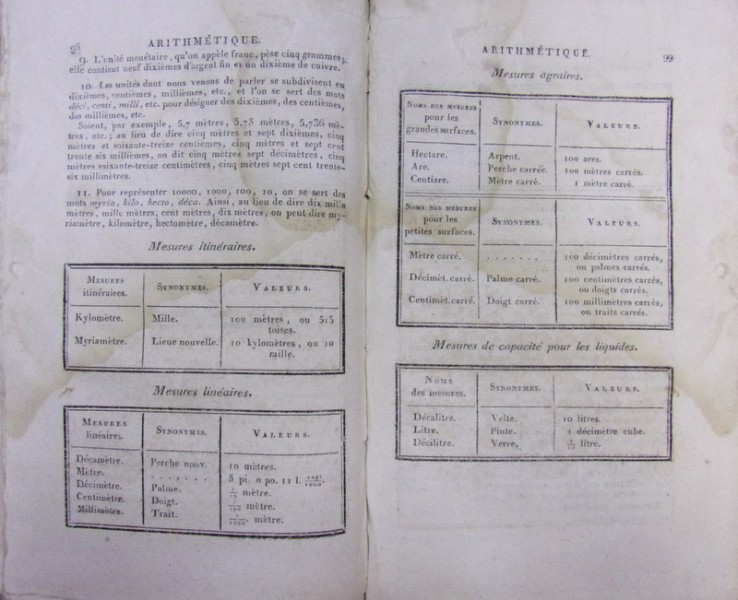 98
ARITHMÉTIQUE.
9. L'unité monétaire, qu'on appèle franc, pèse cinq grammes;
elle contient neuf dixièmes d'argent fin et un dixième de cuivre.
10. Les unités dont nous venons de parler se subdivisent en
dixièmes, centièmes, millièmes, etc., et l'on se sert des mots
déci, centi, milli, etc. pour désigner des dixièmes, des centièmes,
des millièmes, etc.
Soient, par exemple, 5,7 mètres, 5,73 mètres, 5,736 mè-
tres, etc.; au lieu de dire cinq mètres et sept dixièmes, cinq
mètres et soixante-treize centièmes, cinq mètres et sept cent
trente six millièmes, on dit cinq mètres sept décimètres, cinq
mètres soixante-treize centimètres, cinq mètres sept cent trente-
six millimètres.
11. Pour représenter 10000, 1000, 100, 10, on se sert des
mots myria, kilo, hecto, déca. Ainsi, au lieu de dire dix mille
mètres, mille mètres, cent mètres, dix mètres, on peut dire my-
riamètre, kilomètre, hectomètre, décamètre.
Mesures itinéraires.
MESURES itinéraires. SYNONYMES. VALEURS.
Kylomètre. Mille. 100 mètres, ou 513
toises.
Myriamètre. Lieue nouvelle. 10 kylomètres, ou 10
mille.
Mesures linéaires.
MESURES linéaires. SYNONYMES. VALEURS.
Décamètre. Perche nouv. 10 mètres.
Mètre. ...... 3 pi. 0 po. 11 l.
Décimètre. Palme. 1/10 mètre.
Centimètre. Doigt. mètre.
Millimètre. Trait. 1/1000 mètre.
ARITHMÉTIQUE.
99
Mesures agraires.
NOMS DES MESURES pour les grandes surfaces. SYNONYMES. VALEURS.
Hectare. Arpent. 100 ares.
Are. Perche carrée. 100 mètres carrés.
Centiare. Mètre carré. 1 mètre carré.
NOMS DES MESURES pour les petites surfaces. SYNONYMES. VALEURS.
Mètre carré. ....... 100 décimètres carrés,
ou palmes carrés.
Décimèt. carré. Palme carré. 100 centimètres carrés,
ou doigts carrés.
Centimèt. carré. Doigt carré. 100 millimètres carrés,
ou traits carrés.
Mesures de capacité pour les liquides.
NOMS des mesures. SYNONYMES. VALEURS.
Décalitre. Velte. 10 litres.
Litre. Pinte. 1 décimètre cube.
Décilitre. Verre. 1/10 litre.